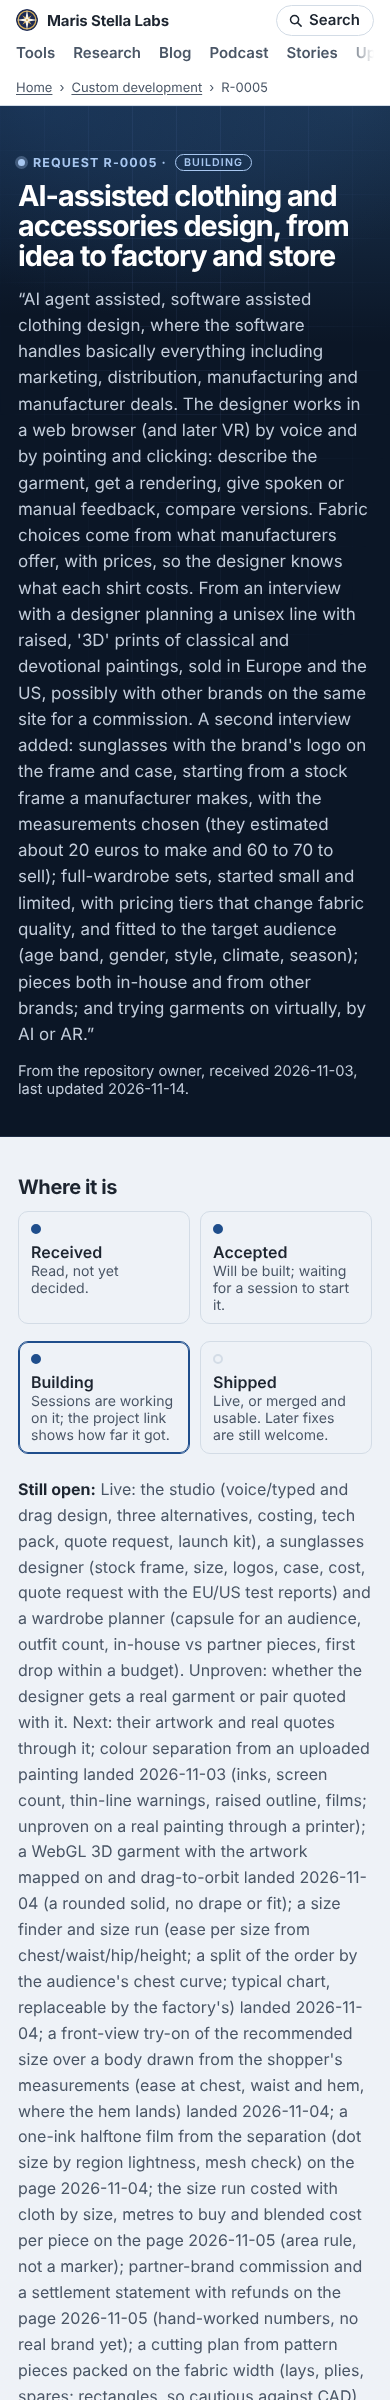 Maris Stella Labs
Search
Tools Research Blog Podcast Stories
Home › Custom development › R-0005
REQUEST R-0005 · BUILDING
AI-assisted clothing and
accessories design, from
idea to factory and store
“AI agent assisted, software assisted
clothing design, where the software
handles basically everything including
marketing, distribution, manufacturing and
manufacturer deals. The designer works in
a web browser (and later VR) by voice and
by pointing and clicking: describe the
garment, get a rendering, give spoken or
manual feedback, compare versions. Fabric
choices come from what manufacturers
offer, with prices, so the designer knows
what each shirt costs. From an interview
with a designer planning a unisex line with
raised, '3D' prints of classical and
devotional paintings, sold in Europe and the
US, possibly with other brands on the same
site for a commission. A second interview
added: sunglasses with the brand's logo on
the frame and case, starting from a stock
frame a manufacturer makes, with the
measurements chosen (they estimated
about 20 euros to make and 60 to 70 to
sell); full-wardrobe sets, started small and
limited, with pricing tiers that change fabric
quality, and fitted to the target audience
(age band, gender, style, climate, season);
pieces both in-house and from other
brands; and trying garments on virtually, by
AI or AR.”
From the repository owner, received 2026-11-03,
last updated 2026-11-14.
Where it is
Received
Read, not yet
decided.
Accepted
Will be built; waiting
for a session to start
it.
Building
Sessions are working
on it; the project link
shows how far it got.
Shipped
Live, or merged and
usable. Later fixes
are still welcome.
Still open: Live: the studio (voice/typed and
drag design, three alternatives, costing, tech
pack, quote request, launch kit), a sunglasses
designer (stock frame, size, logos, case, cost,
quote request with the EU/US test reports) and
a wardrobe planner (capsule for an audience,
outfit count, in-house vs partner pieces, first
drop within a budget). Unproven: whether the
designer gets a real garment or pair quoted
with it. Next: their artwork and real quotes
through it; colour separation from an uploaded
painting landed 2026-11-03 (inks, screen
count, thin-line warnings, raised outline, films;
unproven on a real painting through a printer);
a WebGL 3D garment with the artwork
mapped on and drag-to-orbit landed 2026-11-
04 (a rounded solid, no drape or fit); a size
finder and size run (ease per size from
chest/waist/hip/height; a split of the order by
the audience's chest curve; typical chart,
replaceable by the factory's) landed 2026-11-
04; a front-view try-on of the recommended
size over a body drawn from the shopper's
measurements (ease at chest, waist and hem,
where the hem lands) landed 2026-11-04; a
one-ink halftone film from the separation (dot
size by region lightness, mesh check) on the
page 2026-11-04; the size run costed with
cloth by size, metres to buy and blended cost
per piece on the page 2026-11-05 (area rule,
not a marker); partner-brand commission and
a settlement statement with refunds on the
page 2026-11-05 (hand-worked numbers, no
real brand yet); a cutting plan from pattern
pieces packed on the fabric width (lays, plies,
spares; rectangles, so cautious against CAD)